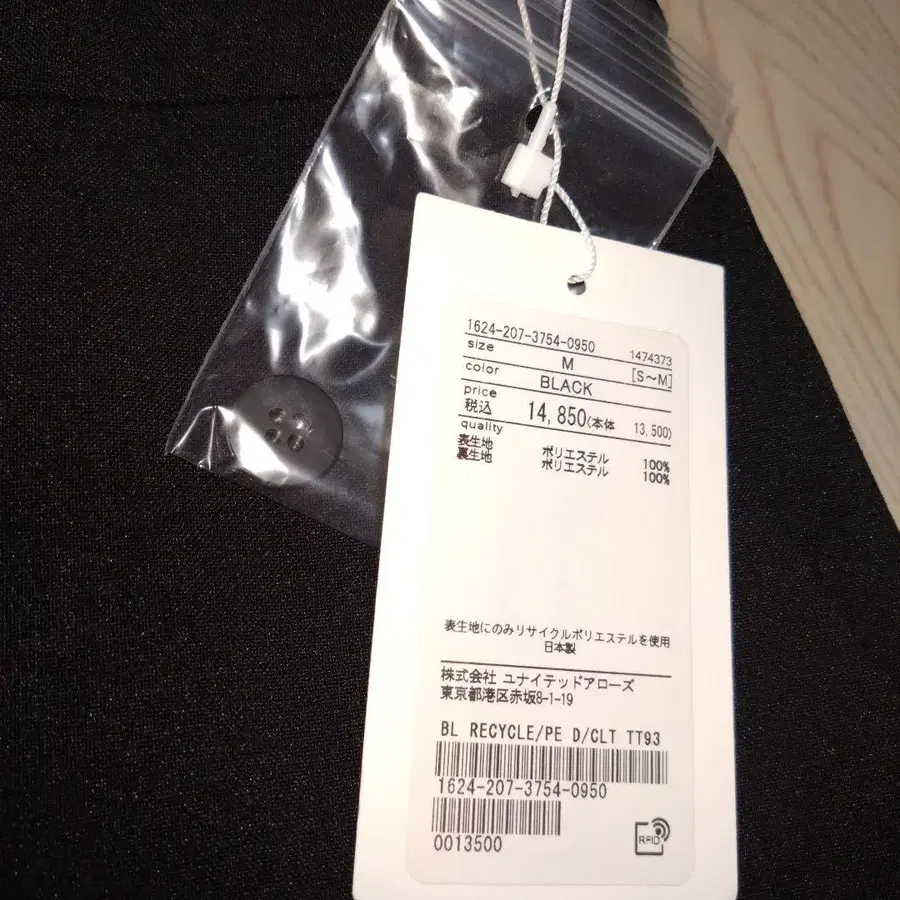 1624-207-3754-0950 1474373
size M [S~M]
color BLACK
price
税込 14,850(本体 13,500)
quality
表生地 ポリエステル 100%
裏生地 ポリエステル 100%
表生地にのみリサイクルポリエステルを使用
日本製
株式会社 ユナイテッドアローズ
東京都港区赤坂8-1-19
BL RECYCLE/PE D/CLT TT93
1624-207-3754-0950
0013500
RFID